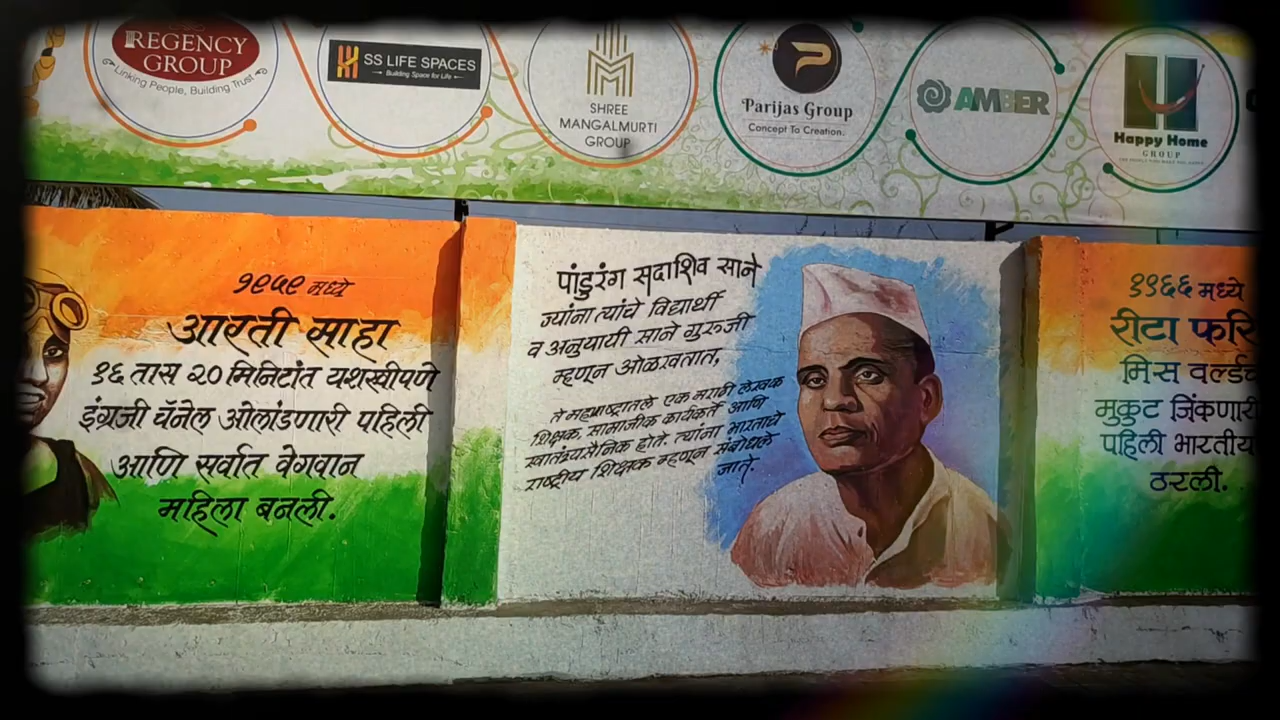 REGENCY
GROUP
Linking People, Building Trust
SS LIFE SPACES
Building Space for Life
SHREE
MANGALMURTI
GROUP
Parijas Group
Concept To Creation.
AMBER
Happy Home
GROUP
१९५९ मध्ये
आरती साहा
१६ तास २० मिनिटांत यशस्वीपणे
इंग्रजी चॅनेल ओलांडणारी पहिली
आणि सर्वात वेगवान
महिला बनली.
पांडुरंग सदाशिव साने
ज्यांना त्यांचे विद्यार्थी
व अनुयायी साने गुरुजी
म्हणून ओळखतात,
ते महाराष्ट्रातले एक मराठी लेखक
शिक्षक, सामाजीक कार्यकर्ते आणि
स्वातंत्र्यसैनिक होते. त्यांना भारताचे
राष्ट्रीय शिक्षक म्हणून संबोधले
जाते.
१९६६ मध्ये
रीटा
मिस
मुकुट जिंकणारी
पहिली भारतीय
ठरली.